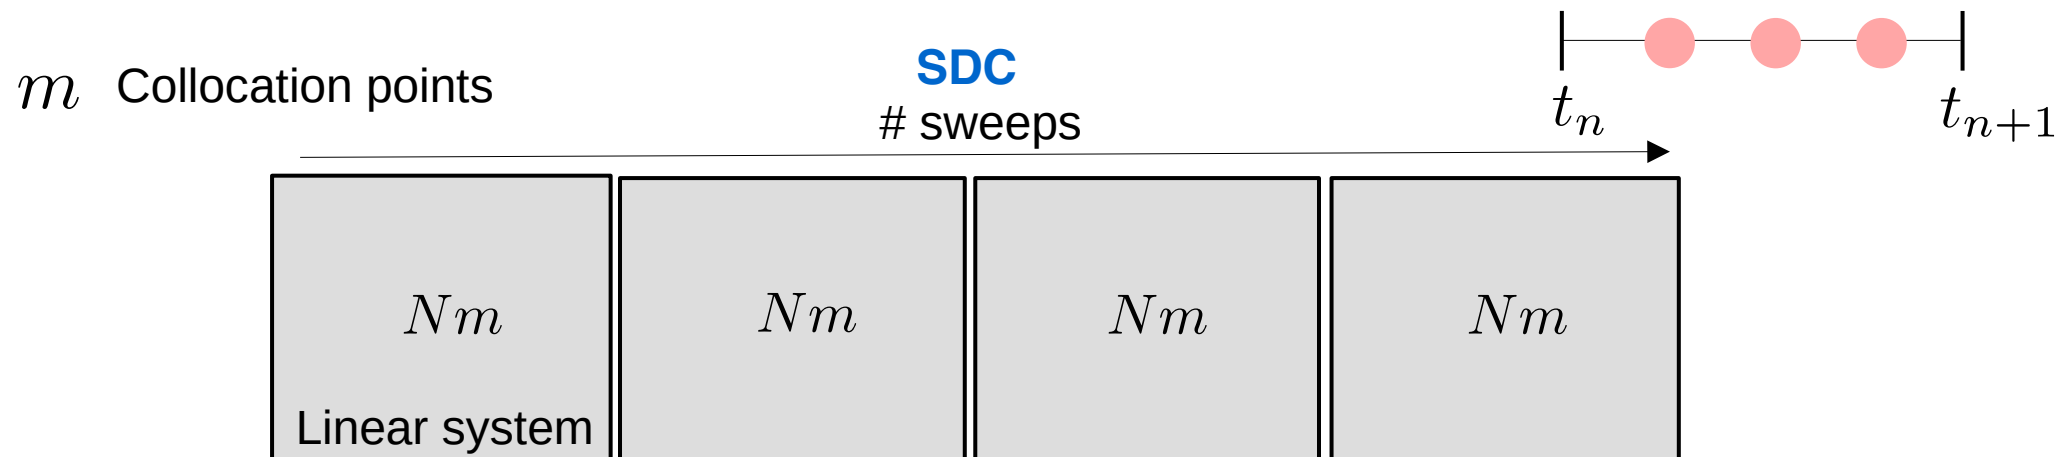 m Collocation points
SDC
# sweeps
t_n
t_{n+1}
Nm
Nm
Nm
Nm
Linear system